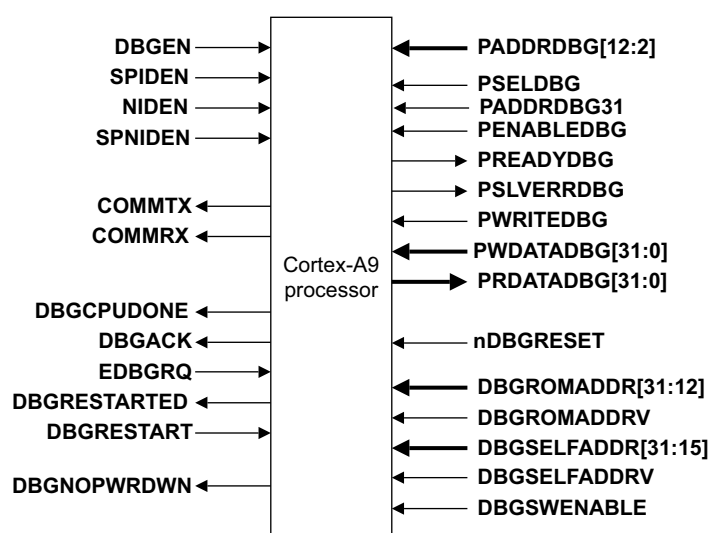 DBGEN
SPIDEN
NIDEN
SPNIDEN
COMMTX
COMMRX
DBGCPUDONE
DBGACK
EDBGRQ
DBGRESTARTED
DBGRESTART
DBGNOPWRDWN
Cortex-A9
processor
PADDRDBG[12:2]
PSELDBG
PADDRDBG31
PENABLEDBG
PREADYDBG
PSLVERRDBG
PWRITEDBG
PWDATADBG[31:0]
PRDATADBG[31:0]
nDBGRESET
DBGROMADDR[31:12]
DBGROMADDRV
DBGSELFADDR[31:15]
DBGSELFADDRV
DBGSWENABLE